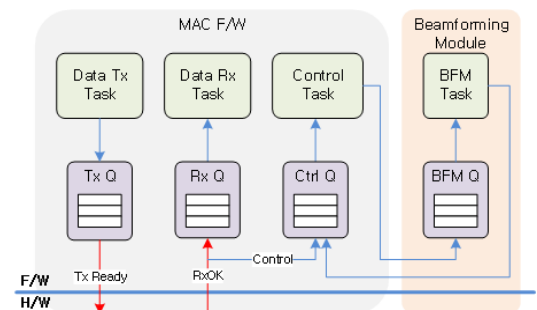 MAC F/W
Beamforming
Module
Data Tx
Task
Data Rx
Task
Control
Task
BFM
Task
Tx Q
Rx Q
Ctrl Q
BFM Q
Control
F/W
Tx Ready
RxOK
H/W